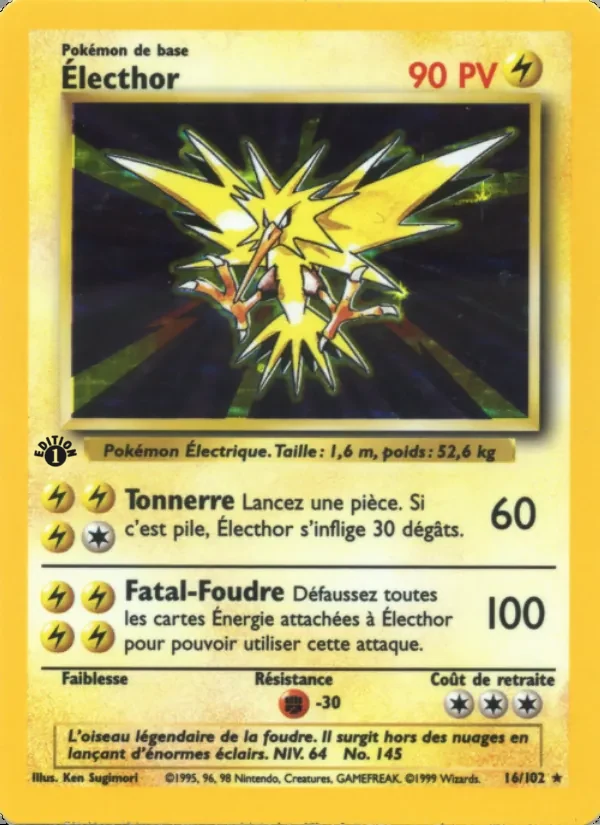 Pokémon de base
Électhor
90 PV
EDITION
1
Pokémon Électrique. Taille: 1,6 m, poids: 52,6 kg
Tonnerre Lancez une pièce. Si
c'est pile, Électhor s'inflige 30 dégâts.
60
Fatal-Foudre Défaussez toutes
les cartes Énergie attachées à Électhor
pour pouvoir utiliser cette attaque.
100
Faiblesse
Résistance
Coût de retraite
-30
L'oiseau légendaire de la foudre. Il surgit hors des nuages en
lançant d'énormes éclairs. NIV. 64 No. 145
Illus. Ken Sugimori ©1995, 96, 98 Nintendo, Creatures, GAMEFREAK. ©1999 Wizards. 16/102 ★